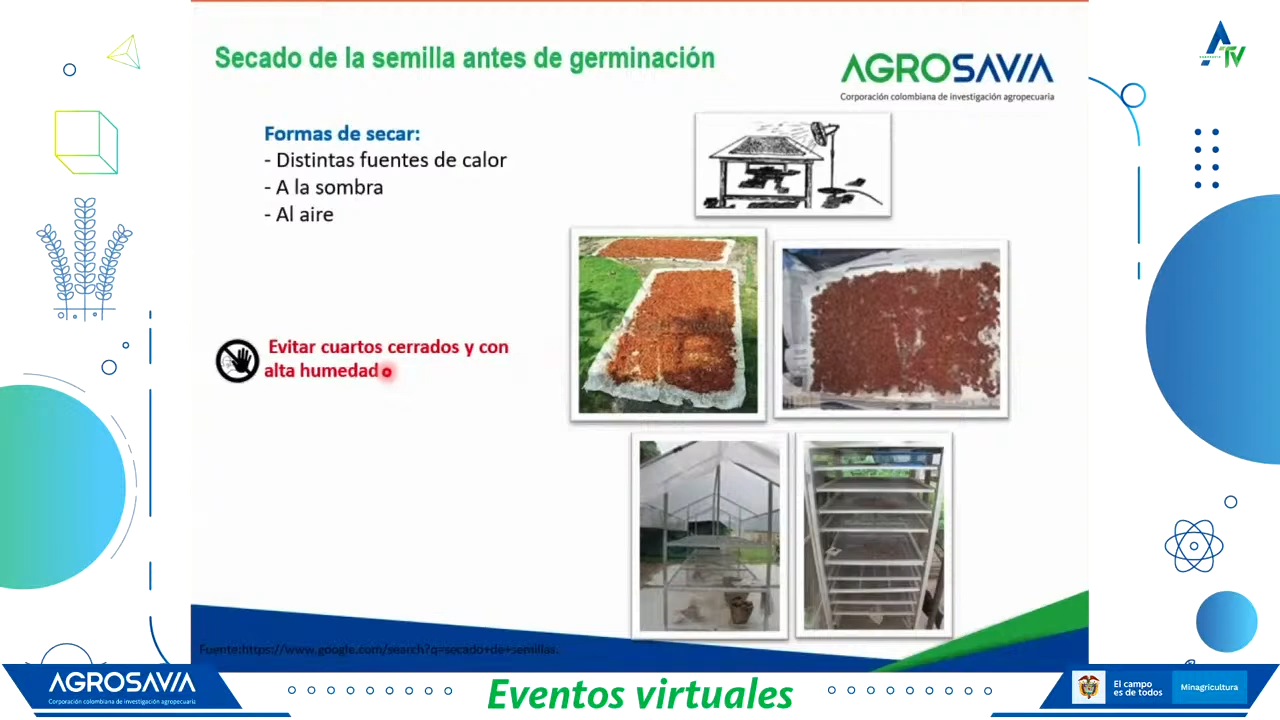 Secado de la semilla antes de germinación
AGROSAVIA
Corporación colombiana de investigación agropecuaria
Formas de secar:
- Distintas fuentes de calor
- A la sombra
- Al aire
Evitar cuartos cerrados y con
alta humedad
Fuente:https://www.google.com/search?q=secado+de+semillas.
AGROSAVIA
Corporación colombiana de investigación agropecuaria
Eventos virtuales
El campo
es de todos
Minagricultura
ATV